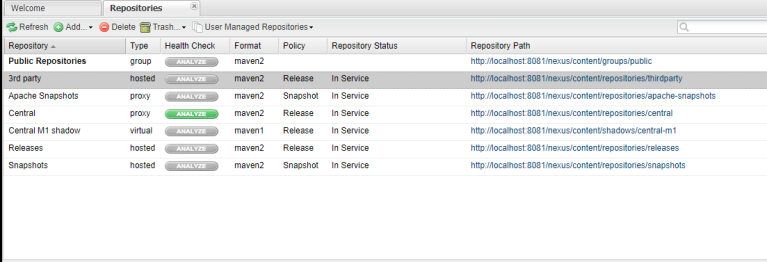 Welcome Repositories
Refresh Add... Delete Trash... User Managed Repositories
Repository Type Health Check Format Policy Repository Status Repository Path
Public Repositories group ANALYZE maven2 http://localhost:8081/nexus/content/groups/public
3rd party hosted ANALYZE maven2 Release In Service http://localhost:8081/nexus/content/repositories/thirdparty
Apache Snapshots proxy ANALYZE maven2 Snapshot In Service http://localhost:8081/nexus/content/repositories/apache-snapshots
Central proxy ANALYZE maven2 Release In Service http://localhost:8081/nexus/content/repositories/central
Central M1 shadow virtual ANALYZE maven1 Release In Service http://localhost:8081/nexus/content/shadows/central-m1
Releases hosted ANALYZE maven2 Release In Service http://localhost:8081/nexus/content/repositories/releases
Snapshots hosted ANALYZE maven2 Snapshot In Service http://localhost:8081/nexus/content/repositories/snapshots